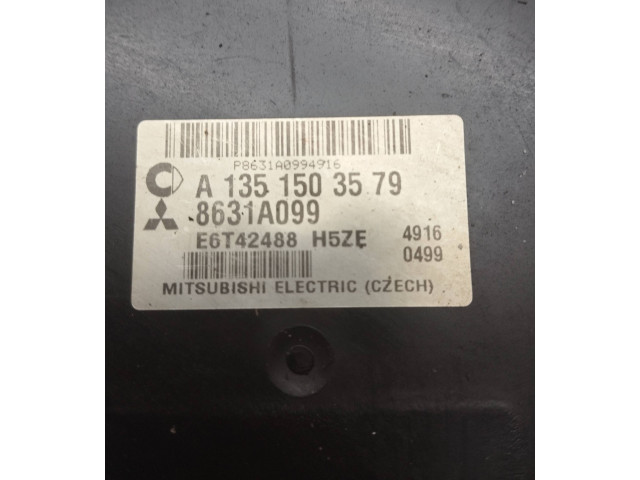 P8631A0994916
A 135 150 35 79
8631A099
E6T42488 H5ZE 4916
0499
MITSUBISHI ELECTRIC (CZECH)